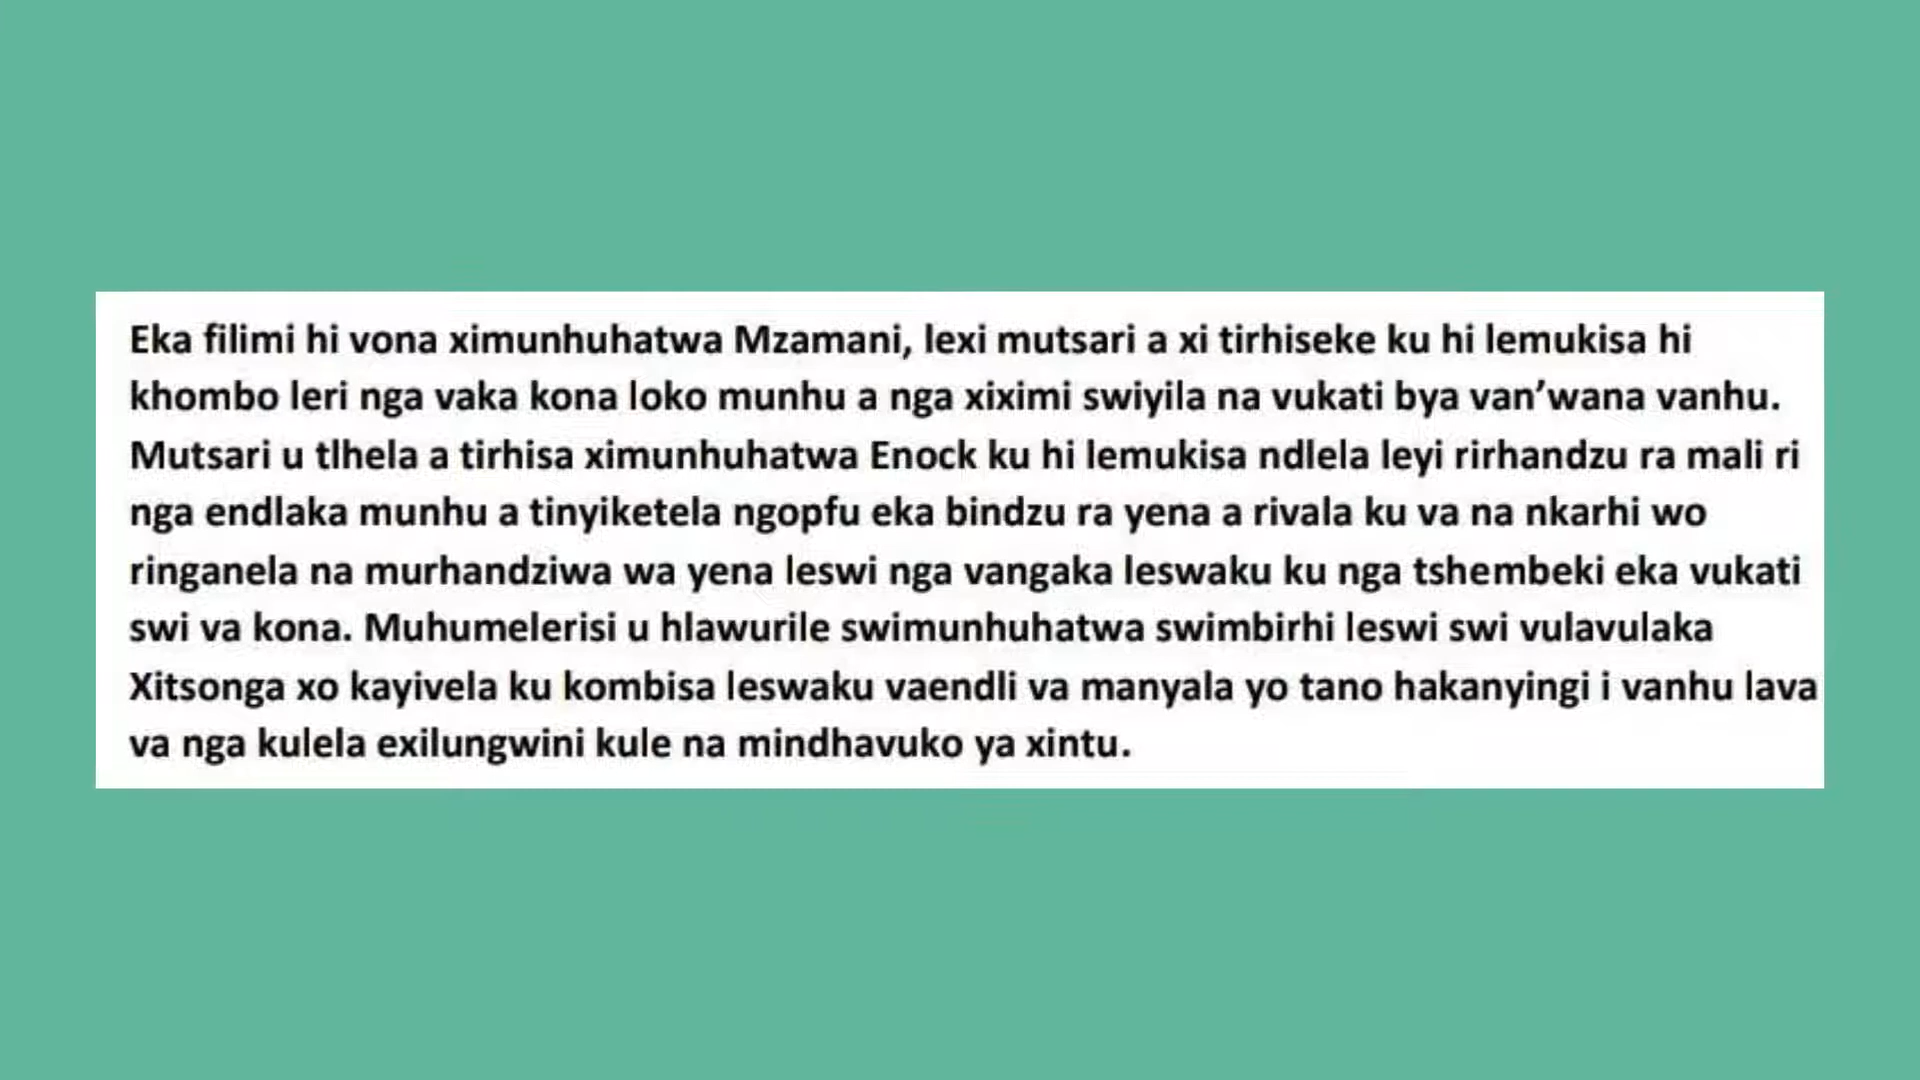 Eka filimi hi vona ximunhuhatwa Mzamani, lexi mutsari a xi tirhiseke ku hi lemukisa hi
khombo leri nga vaka kona loko munhu a nga xiximi swiyila na vukati bya van’wana vanhu.
Mutsari u tlhela a tirhisa ximunhuhatwa Enock ku hi lemukisa ndlela leyi rirhandzu ra mali ri
nga endlaka munhu a tinyiketela ngopfu eka bindzu ra yena a rivala ku va na nkarhi wo
ringanela na murhandziwa wa yena leswi nga vangaka leswaku ku nga tshembeki eka vukati
swi va kona. Muhumelerisi u hlawurile swimunhuhatwa swimbirhi leswi swi vulavulaka
Xitsonga xo kayivela ku kombisa leswaku vaendli va manyala yo tano hakanyingi i vanhu lava
va nga kulela exilungwini kule na mindhavuko ya xintu.